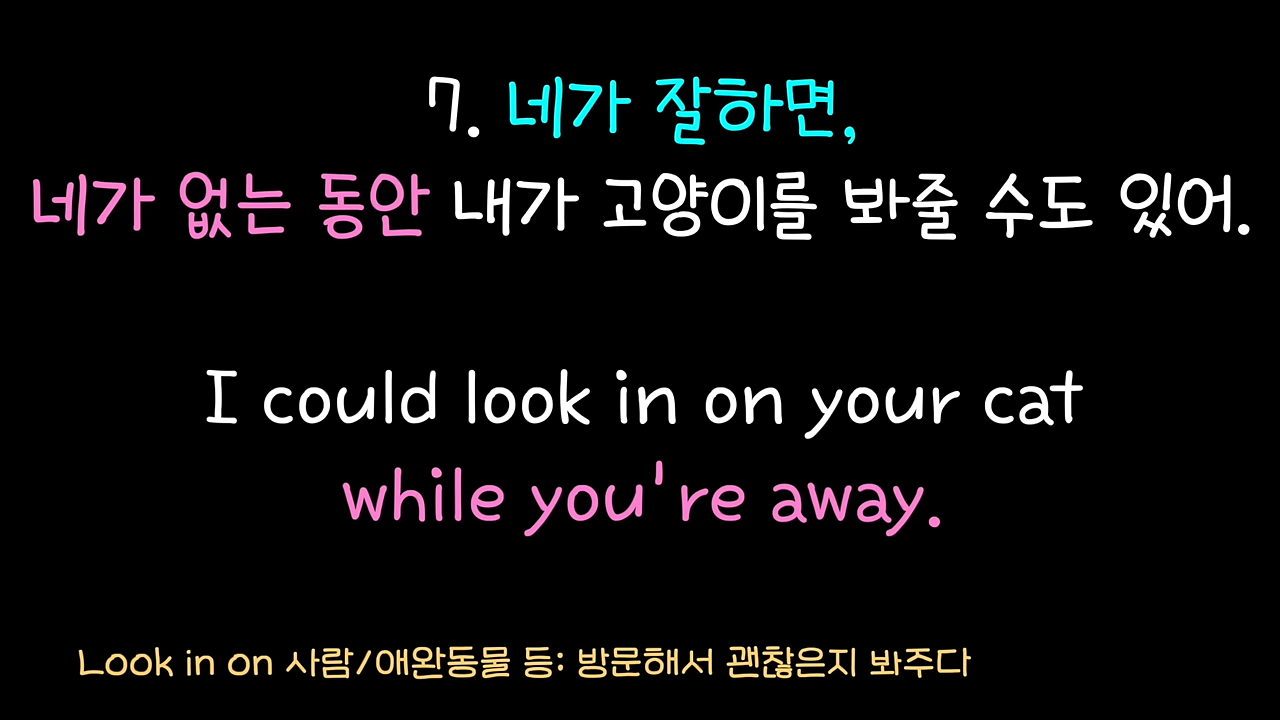 7. 네가 잘하면,
네가 없는 동안 내가 고양이를 봐줄 수도 있어.
I could look in on your cat
while you're away.
Look in on 사람/애완동물 등: 방문해서 괜찮은지 봐주다